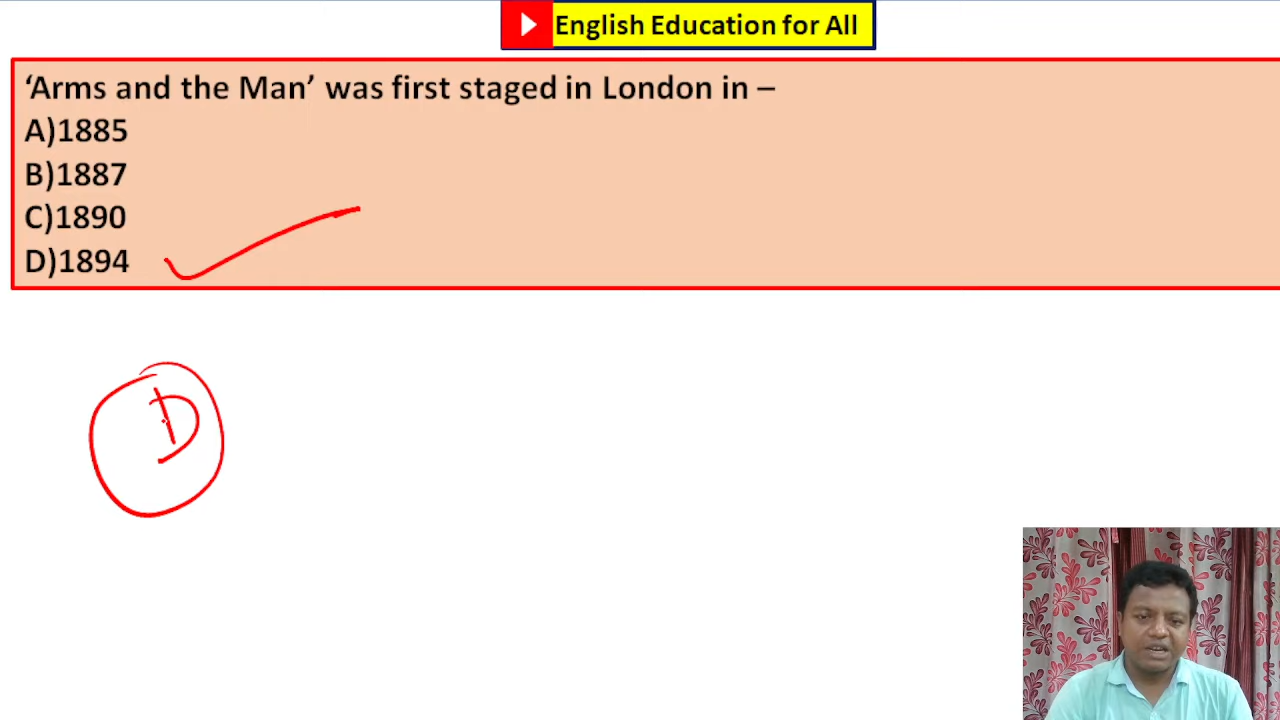 English Education for All
‘Arms and the Man’ was first staged in London in –
A)1885
B)1887
C)1890
D)1894
D